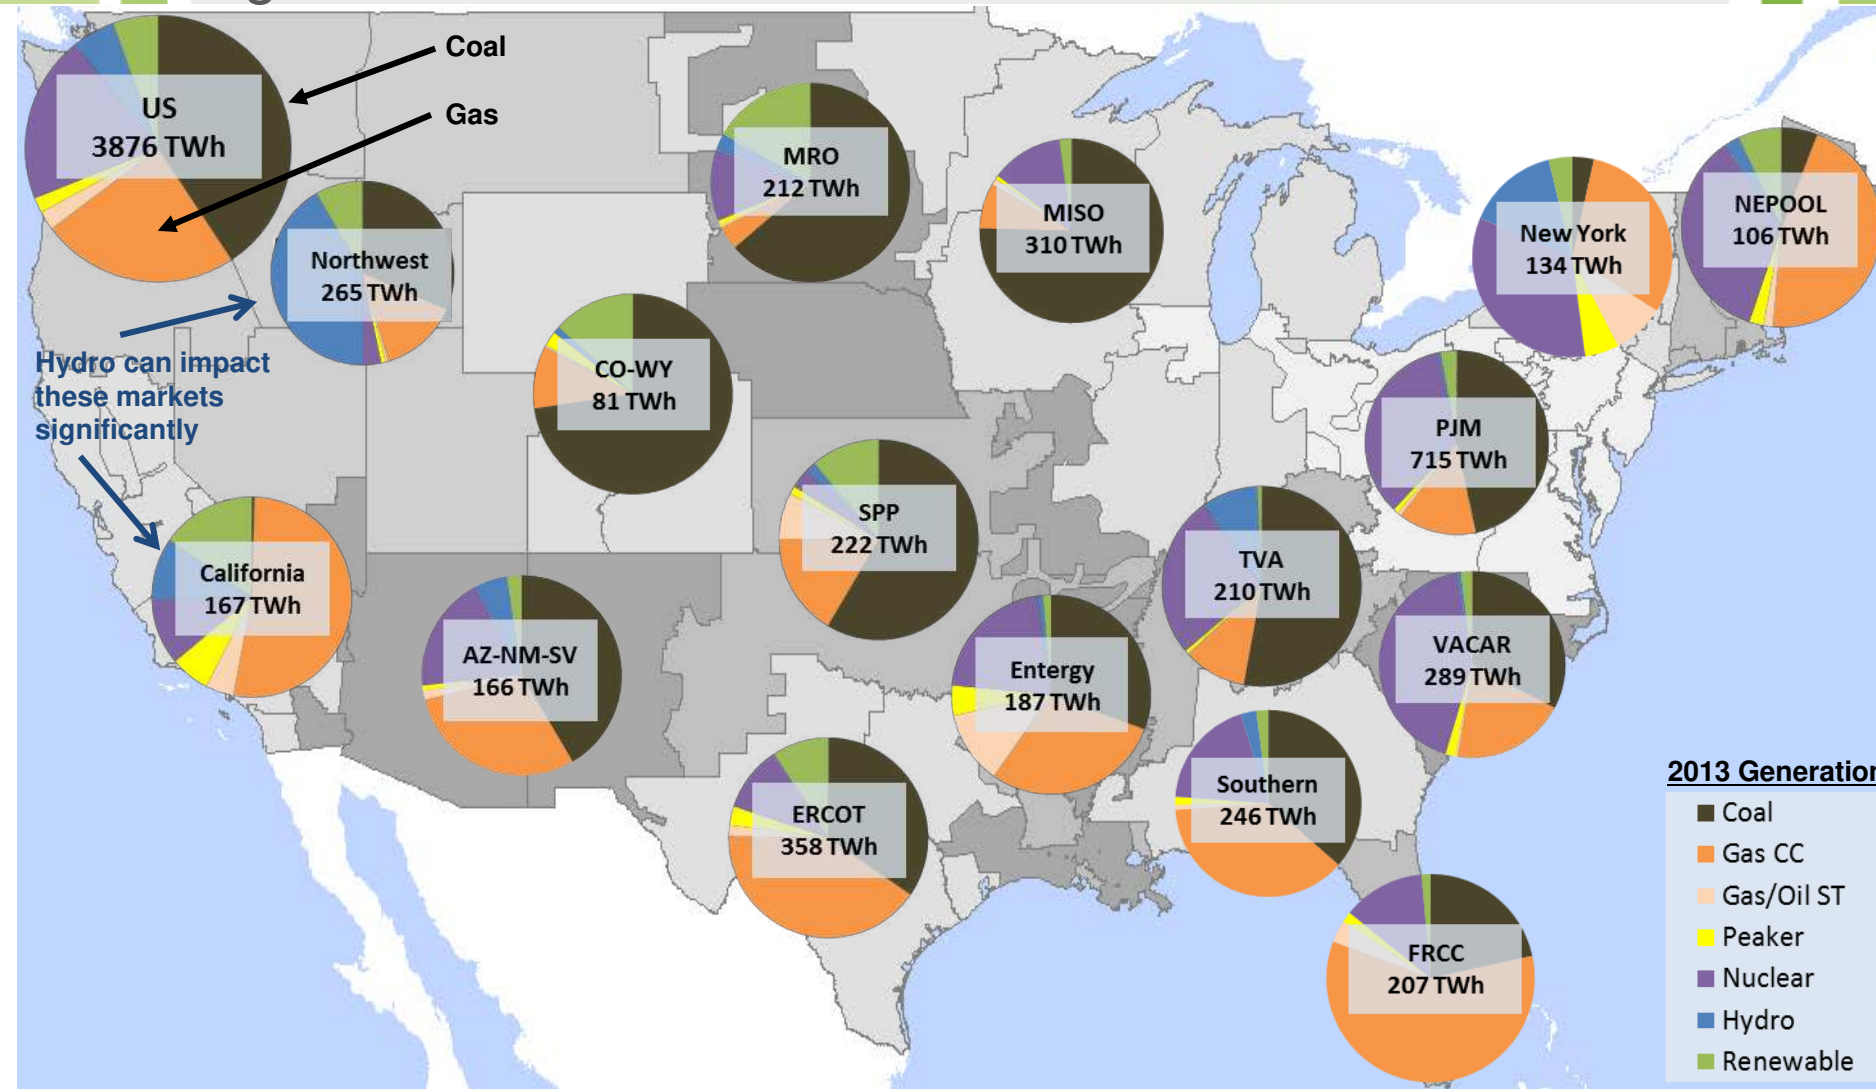 Coal
Gas
US
3876 TWh
MRO
212 TWh
MISO
310 TWh
New York
134 TWh
NEPOOL
106 TWh
Northwest
265 TWh
Hydro can impact
these markets
significantly
CO-WY
81 TWh
PJM
715 TWh
SPP
222 TWh
TVA
210 TWh
California
167 TWh
AZ-NM-SV
166 TWh
Entergy
187 TWh
VACAR
289 TWh
ERCOT
358 TWh
Southern
246 TWh
FRCC
207 TWh
2013 Generation
Coal
Gas CC
Gas/Oil ST
Peaker
Nuclear
Hydro
Renewable